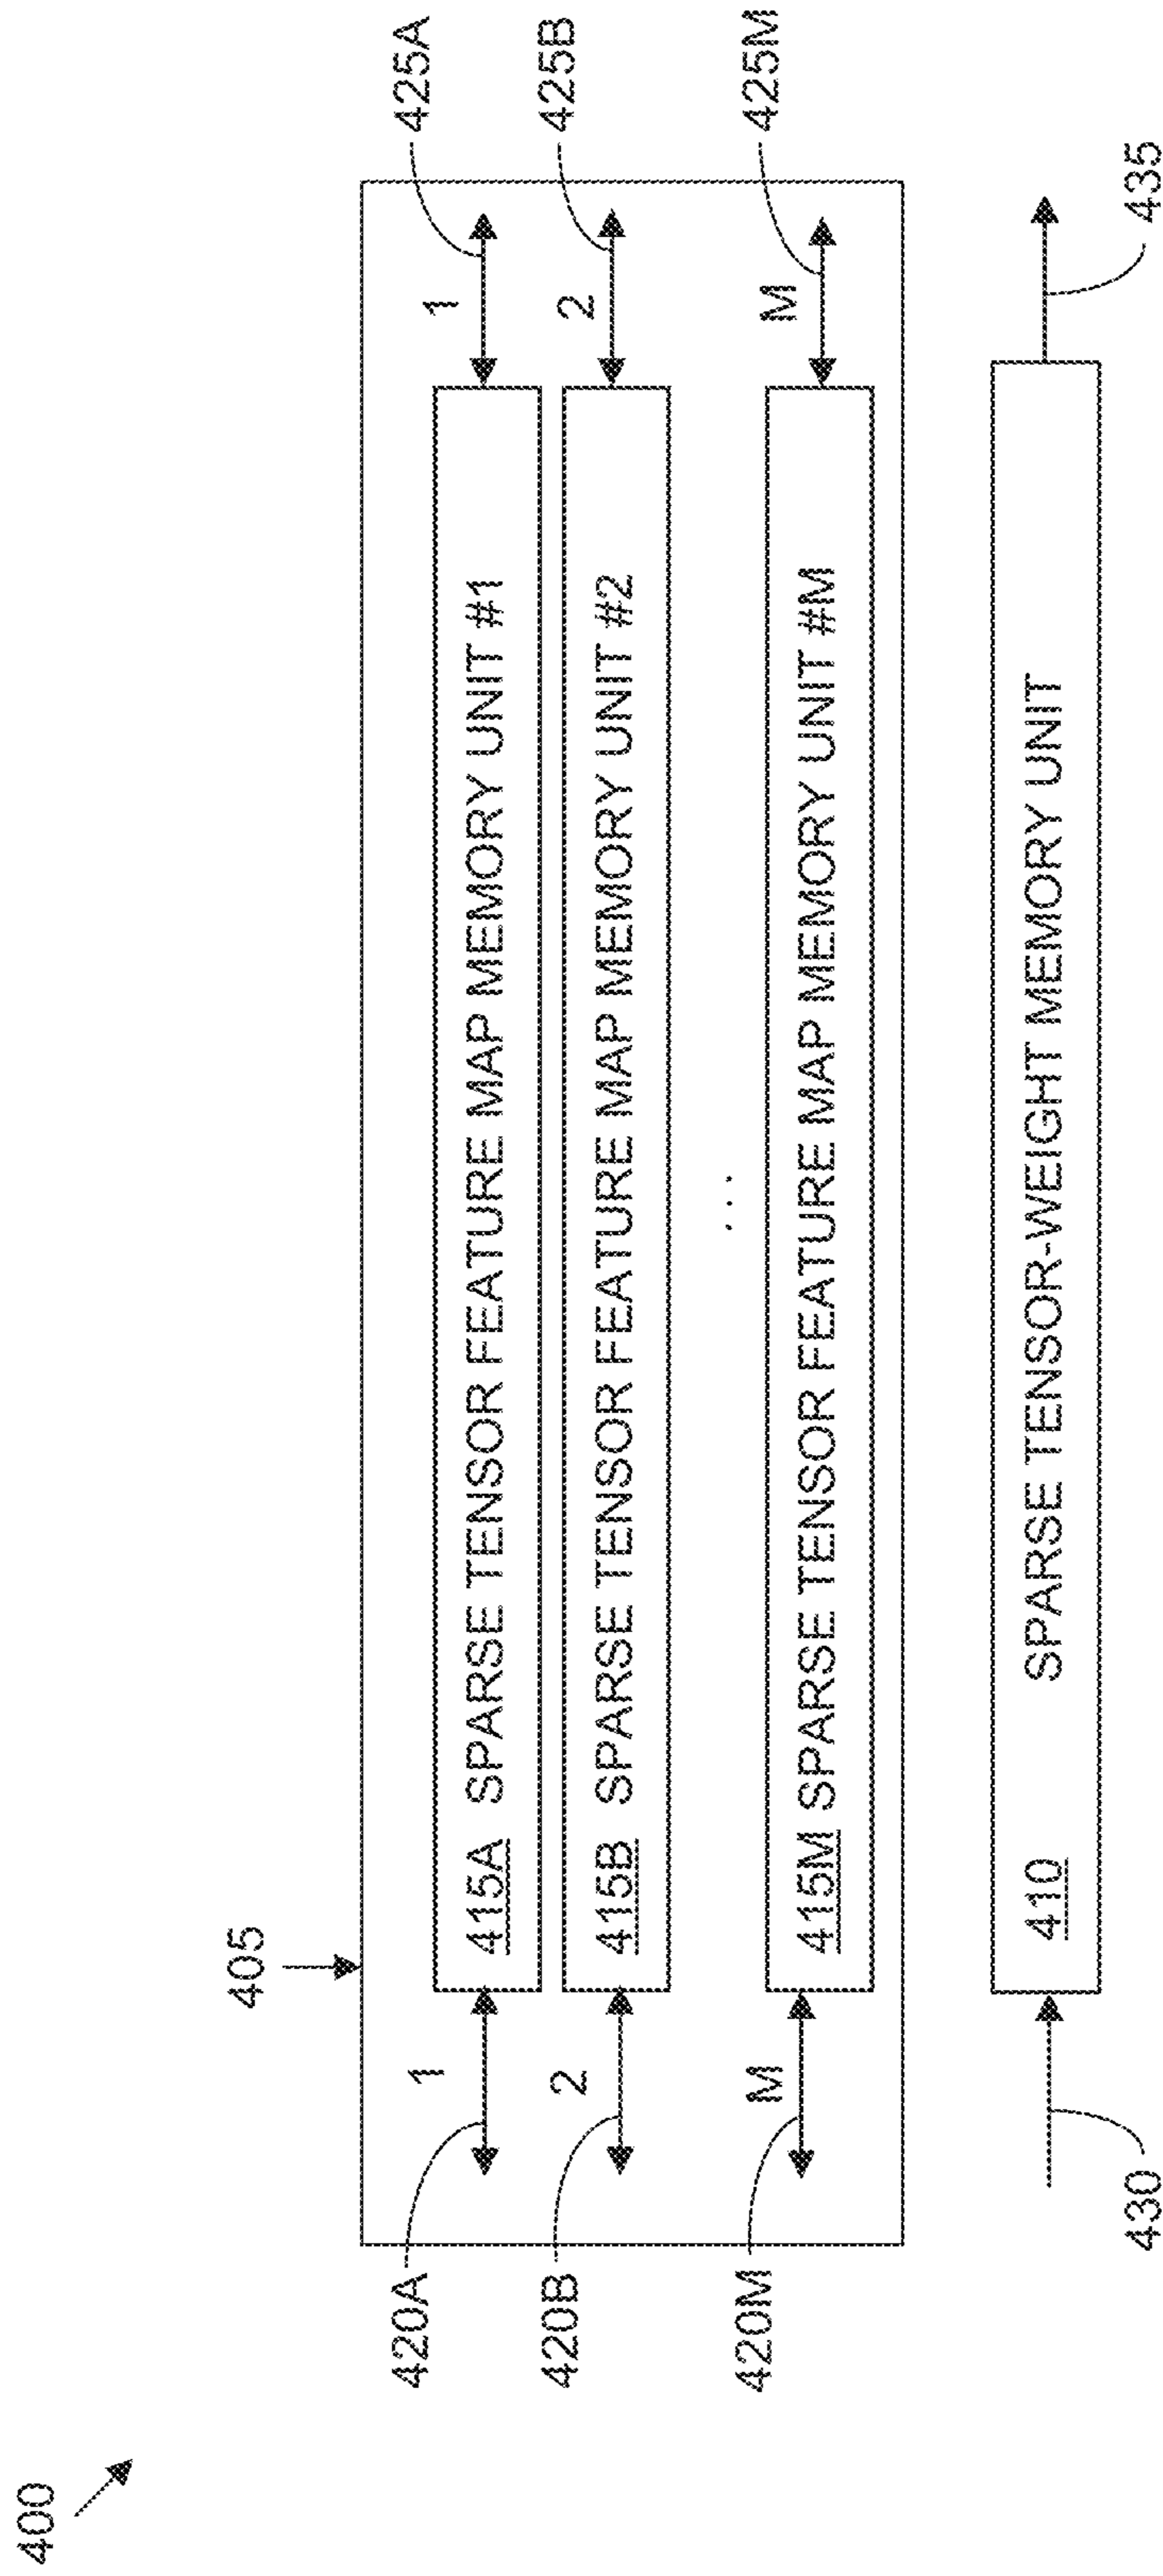 400
405
420A
1
415A SPARSE TENSOR FEATURE MAP MEMORY UNIT #1
1
425A
420B
2
415B SPARSE TENSOR FEATURE MAP MEMORY UNIT #2
2
425B
...
420M
M
415M SPARSE TENSOR FEATURE MAP MEMORY UNIT #M
M
425M
430
410 SPARSE TENSOR-WEIGHT MEMORY UNIT
435